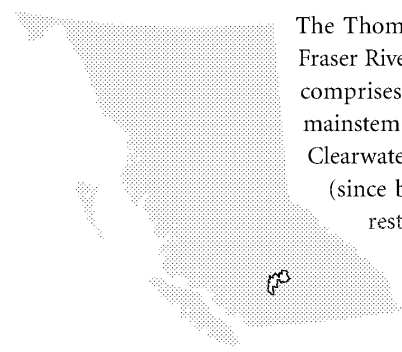 The Thom
Fraser Rive
comprises
mainstem
Clearwate
(since b
rest